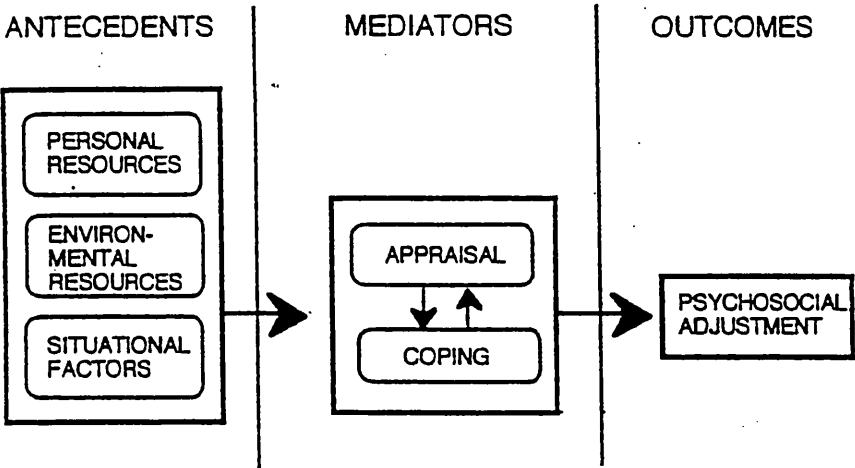 ANTECEDENTS
MEDIATORS
OUTCOMES
PERSONAL
RESOURCES
ENVIRON-
MENTAL
RESOURCES
SITUATIONAL
FACTORS
APPRAISAL
COPING
PSYCHOSOCIAL
ADJUSTMENT